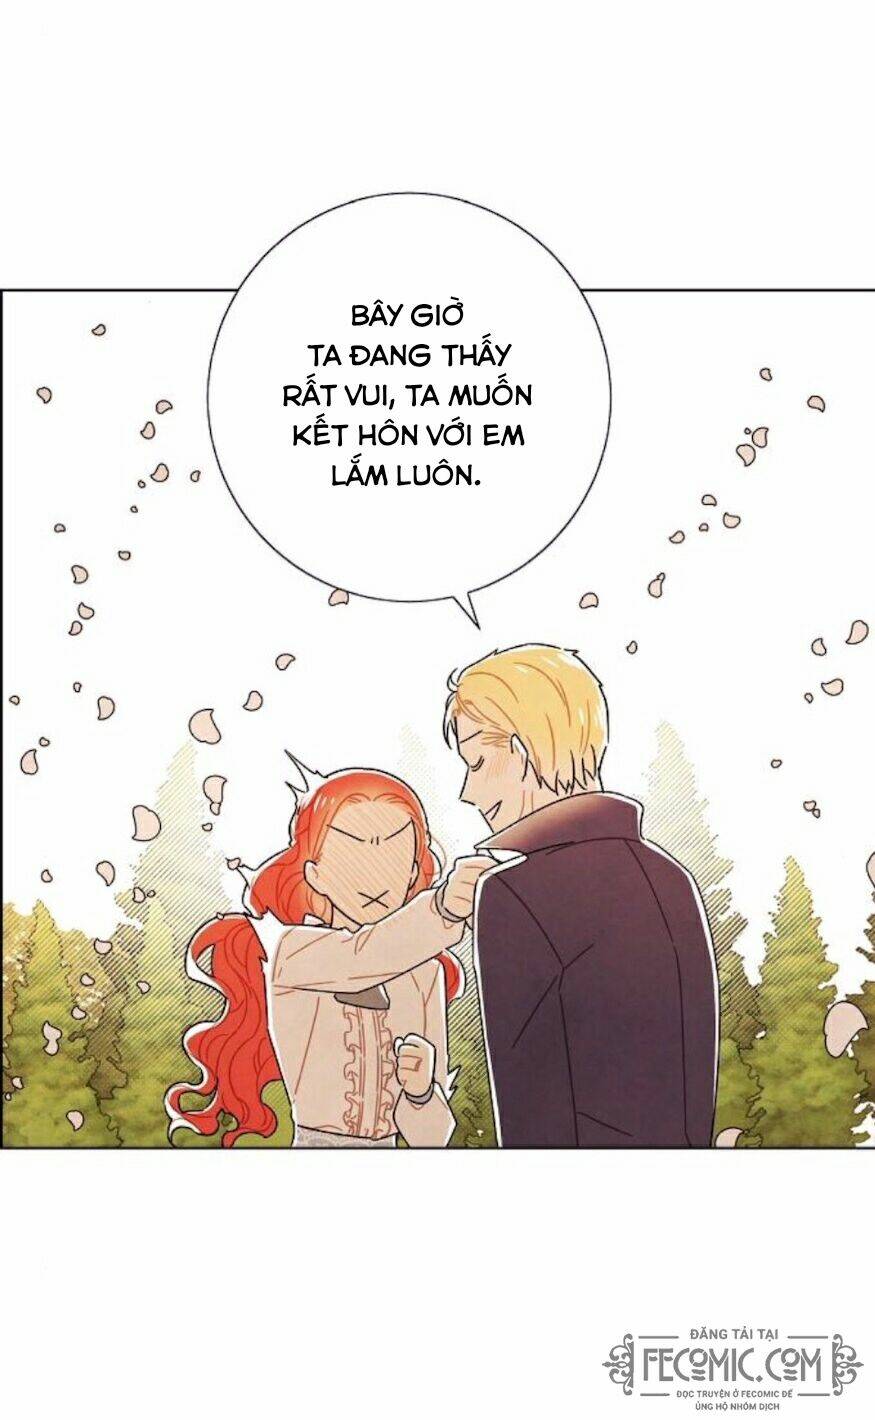 BÂY GIỜ
TA ĐANG THẤY
RẤT VUI, TA MUỐN
KẾT HÔN VỚI EM
LẮM LUÔN.
ĐĂNG TẢI TẠI
FECOMIC.COM
ĐỌC TRUYỆN Ở FECOMIC ĐỂ
ỦNG HỘ NHÓM DỊCH